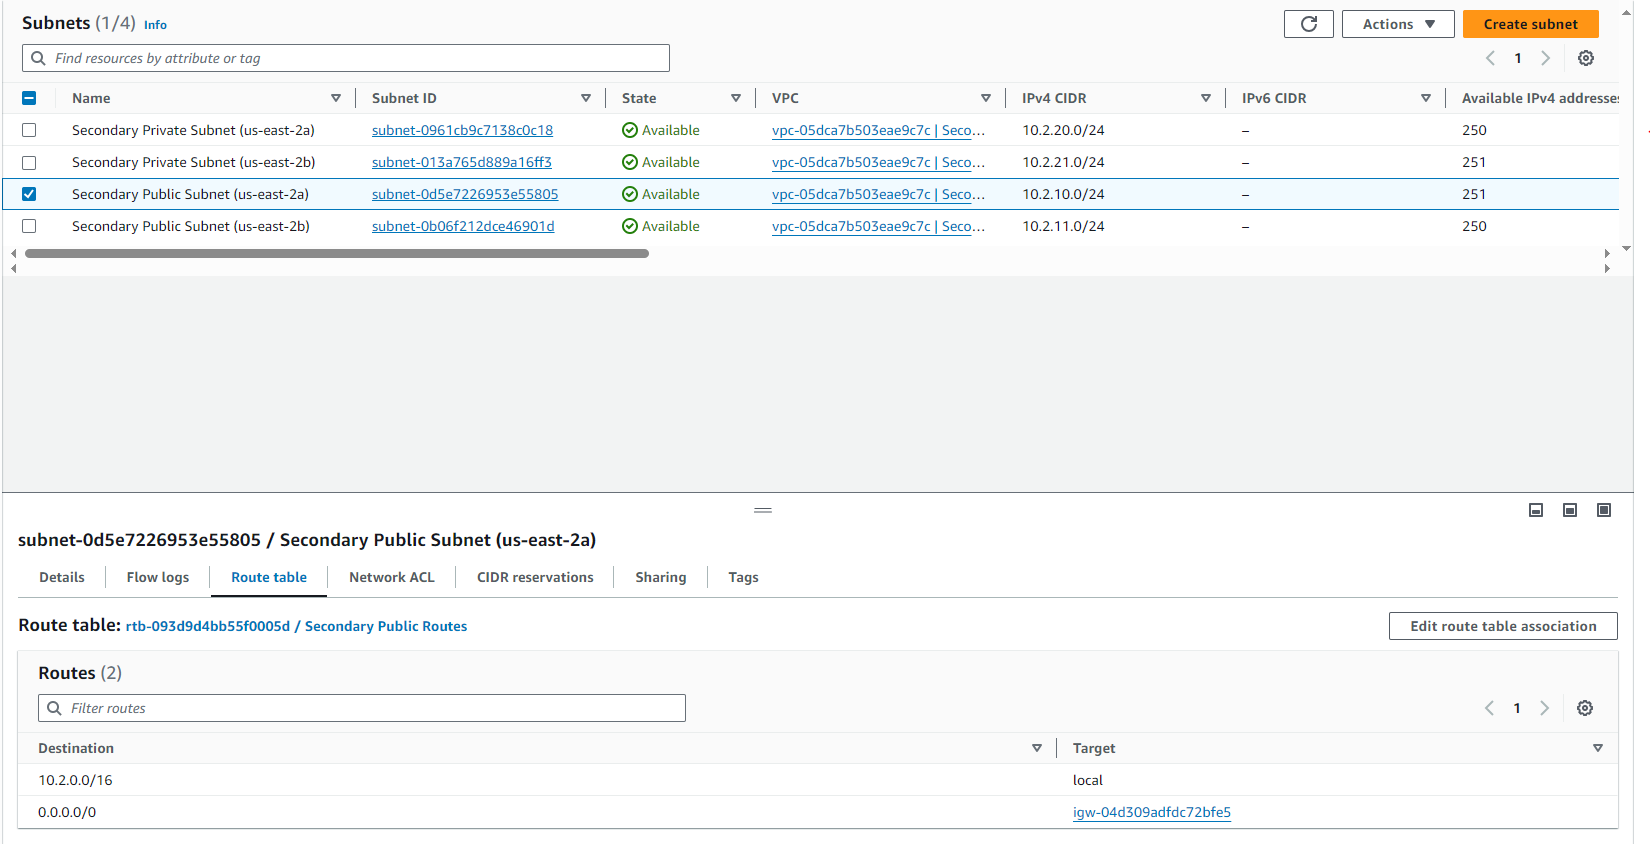 Subnets (1/4) Info
Actions
Create subnet
Find resources by attribute or tag
1
Name Subnet ID State VPC IPv4 CIDR IPv6 CIDR Available IPv4 addresses
Secondary Private Subnet (us-east-2a) subnet-0961cb9c7138c0c18 Available vpc-05dca7b503eae9c7c | Seco... 10.2.20.0/24 – 250
Secondary Private Subnet (us-east-2b) subnet-013a765d889a16ff3 Available vpc-05dca7b503eae9c7c | Seco... 10.2.21.0/24 – 251
Secondary Public Subnet (us-east-2a) subnet-0d5e7226953e55805 Available vpc-05dca7b503eae9c7c | Seco... 10.2.10.0/24 – 251
Secondary Public Subnet (us-east-2b) subnet-0b06f212dce46901d Available vpc-05dca7b503eae9c7c | Seco... 10.2.11.0/24 – 250
subnet-0d5e7226953e55805 / Secondary Public Subnet (us-east-2a)
Details Flow logs Route table Network ACL CIDR reservations Sharing Tags
Route table: rtb-093d9d4bb55f0005d / Secondary Public Routes
Edit route table association
Routes (2)
Filter routes
1
Destination Target
10.2.0.0/16 local
0.0.0.0/0 igw-04d309adfdc72bfe5